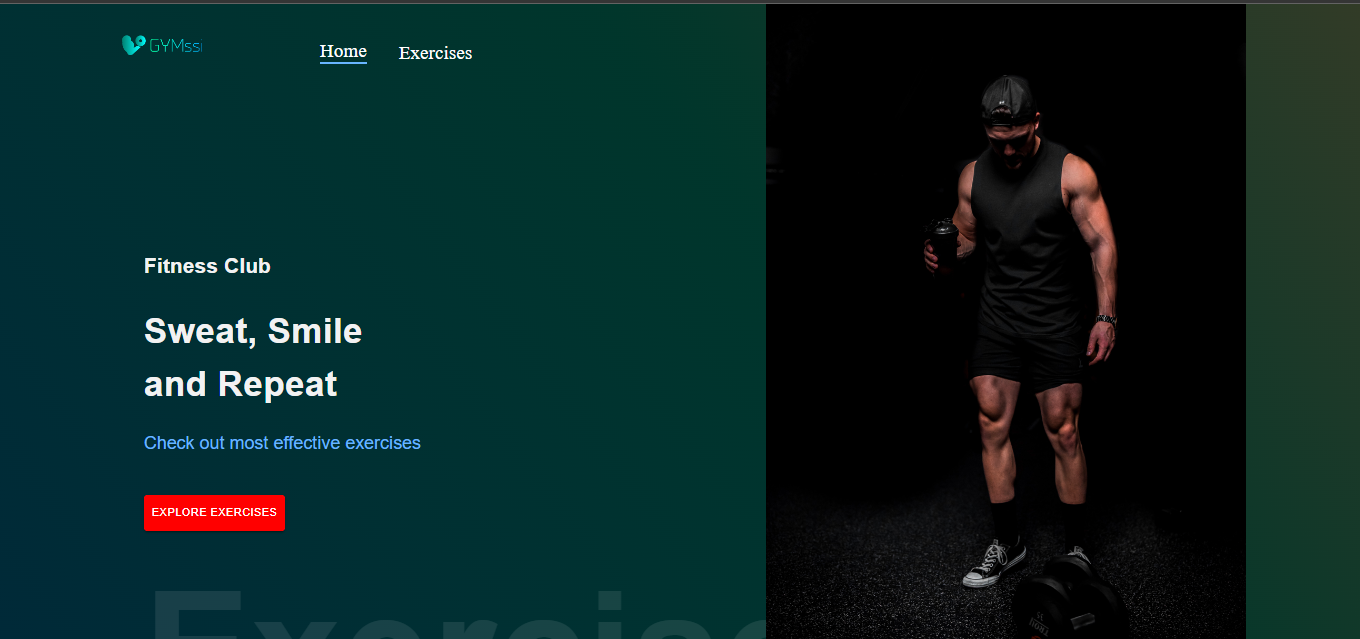 GYMssi
Home
Exercises
Fitness Club
Sweat, Smile
and Repeat
Check out most effective exercises
EXPLORE EXERCISES
Exercise